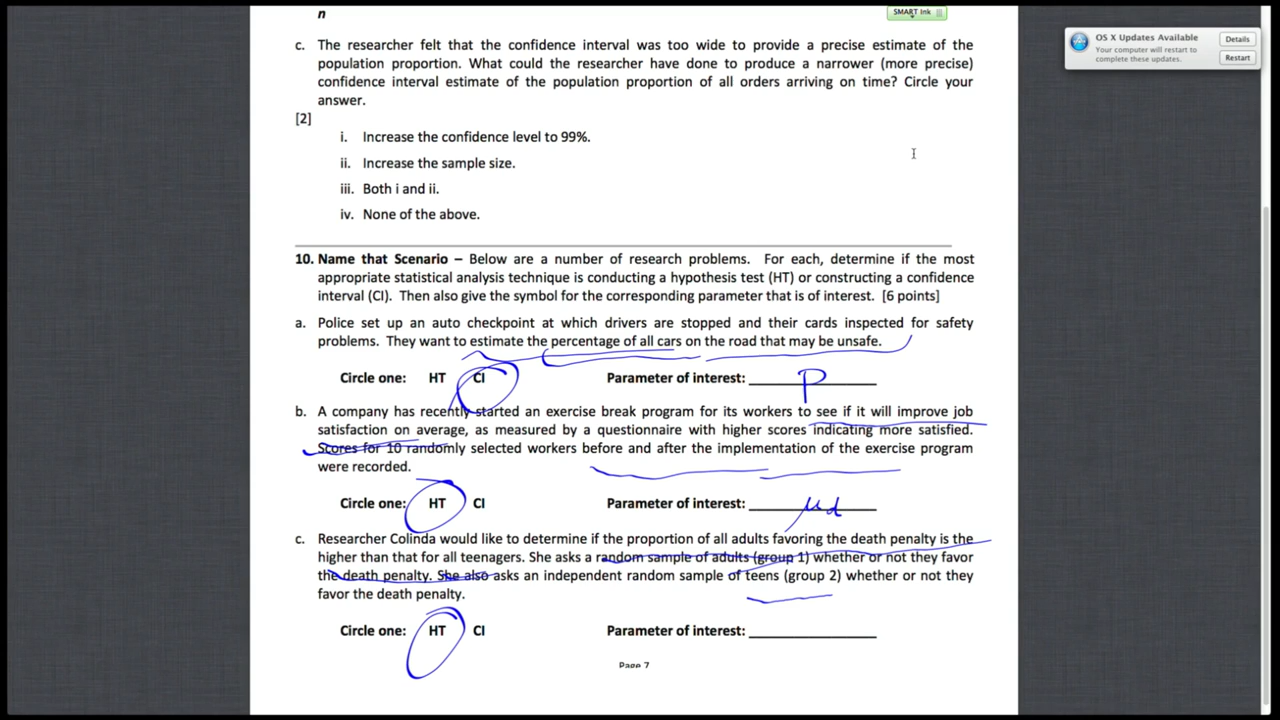 n
SMART Ink
OS X Updates Available
Your computer will restart to
complete these updates.
Details
Restart
c. The researcher felt that the confidence interval was too wide to provide a precise estimate of the
population proportion. What could the researcher have done to produce a narrower (more precise)
confidence interval estimate of the population proportion of all orders arriving on time? Circle your
answer.
[2]
i. Increase the confidence level to 99%.
ii. Increase the sample size.
iii. Both i and ii.
iv. None of the above.
10. Name that Scenario – Below are a number of research problems. For each, determine if the most
appropriate statistical analysis technique is conducting a hypothesis test (HT) or constructing a confidence
interval (CI). Then also give the symbol for the corresponding parameter that is of interest. [6 points]
a. Police set up an auto checkpoint at which drivers are stopped and their cards inspected for safety
problems. They want to estimate the percentage of all cars on the road that may be unsafe.
Circle one: HT CI Parameter of interest: p
b. A company has recently started an exercise break program for its workers to see if it will improve job
satisfaction on average, as measured by a questionnaire with higher scores indicating more satisfied.
Scores for 10 randomly selected workers before and after the implementation of the exercise program
were recorded.
Circle one: HT CI Parameter of interest: μd
c. Researcher Colinda would like to determine if the proportion of all adults favoring the death penalty is the
higher than that for all teenagers. She asks a random sample of adults (group 1) whether or not they favor
the death penalty. She also asks an independent random sample of teens (group 2) whether or not they
favor the death penalty.
Circle one: HT CI Parameter of interest:
Page 7